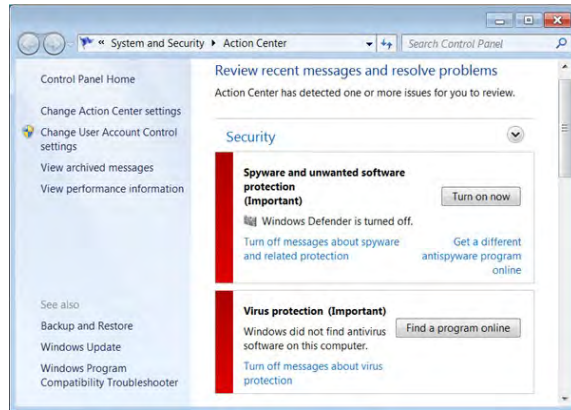 « System and Security ▸ Action Center
Search Control Panel
Control Panel Home
Change Action Center settings
Change User Account Control
settings
View archived messages
View performance information
See also
Backup and Restore
Windows Update
Windows Program
Compatibility Troubleshooter
Review recent messages and resolve problems
Action Center has detected one or more issues for you to review.
Security
Spyware and unwanted software
protection
(Important)
Turn on now
Windows Defender is turned off.
Turn off messages about spyware
and related protection
Get a different
antispyware program
online
Virus protection (Important)
Windows did not find antivirus
software on this computer.
Find a program online
Turn off messages about virus
protection